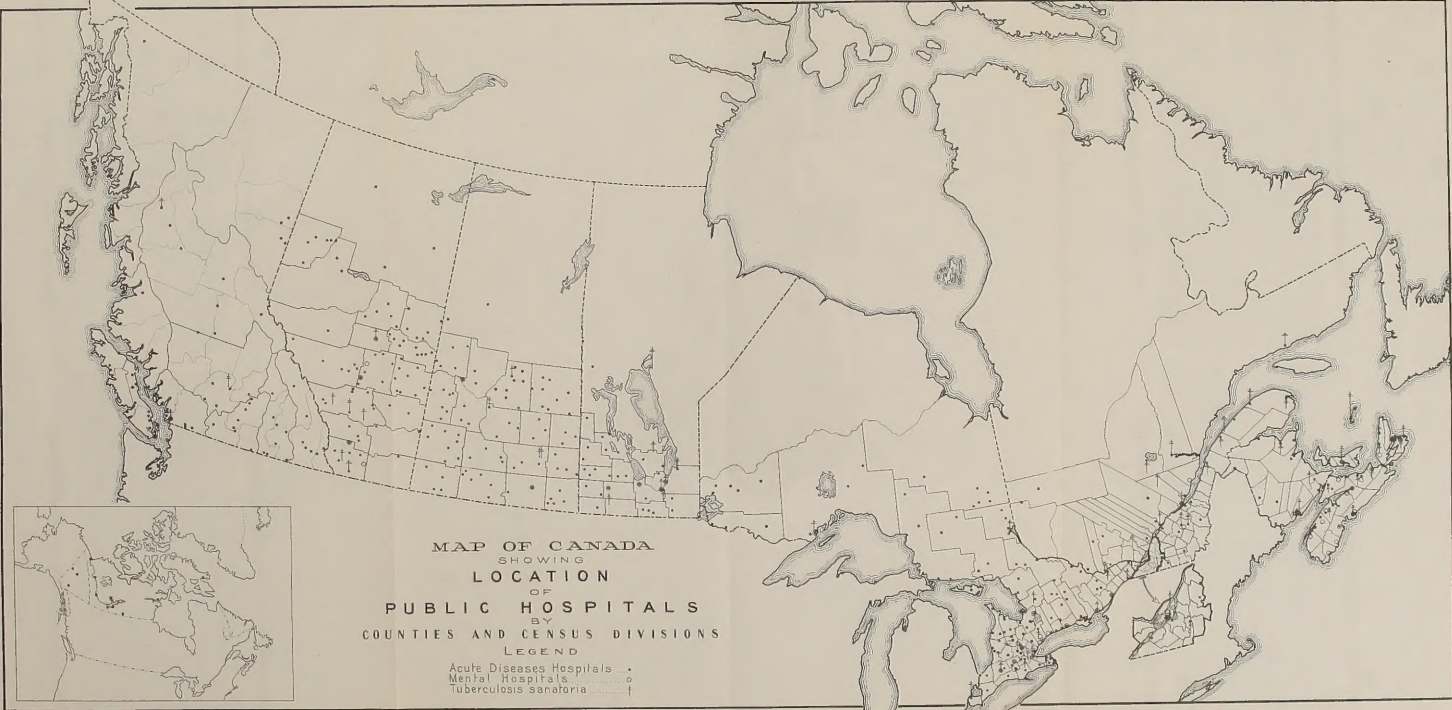 MAP OF CANADA
SHOWING
LOCATION
OF
PUBLIC HOSPITALS
BY
COUNTIES AND CENSUS DIVISIONS
LEGEND
Acute Diseases Hospitals....•
Mental Hospitals............o
Tuberculosis sanatoria......†